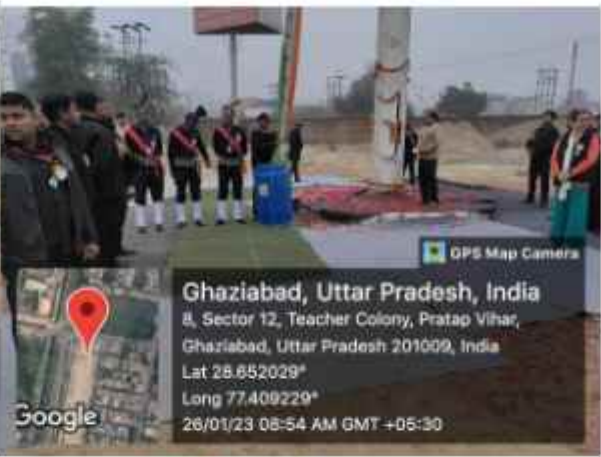 GPS Map Camera
Ghaziabad, Uttar Pradesh, India
8, Sector 12, Teacher Colony, Pratap Vihar,
Ghaziabad, Uttar Pradesh 201009, India
Lat 28.652029°
Long 77.409229°
26/01/23 08:54 AM GMT +05:30
Google